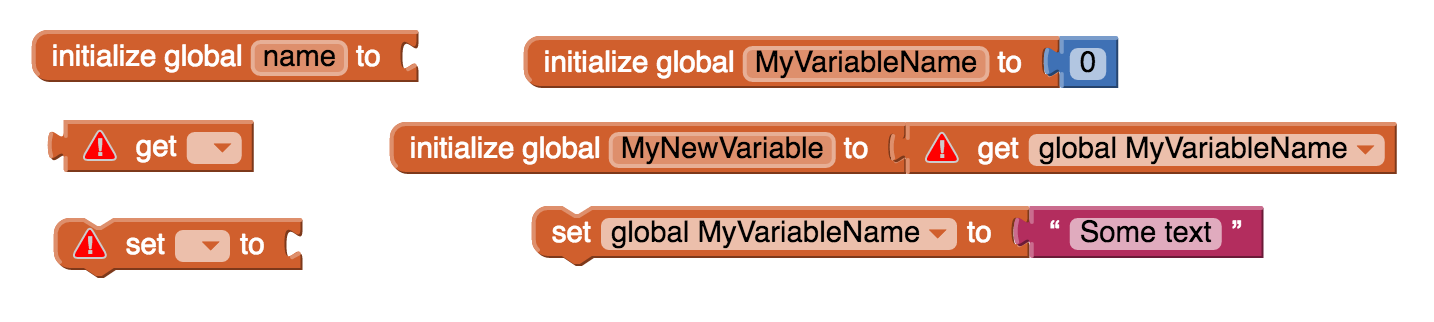 initialize global name to
initialize global MyVariableName to 0
get
initialize global MyNewVariable to get global MyVariableName
set to
set global MyVariableName to “ Some text ”